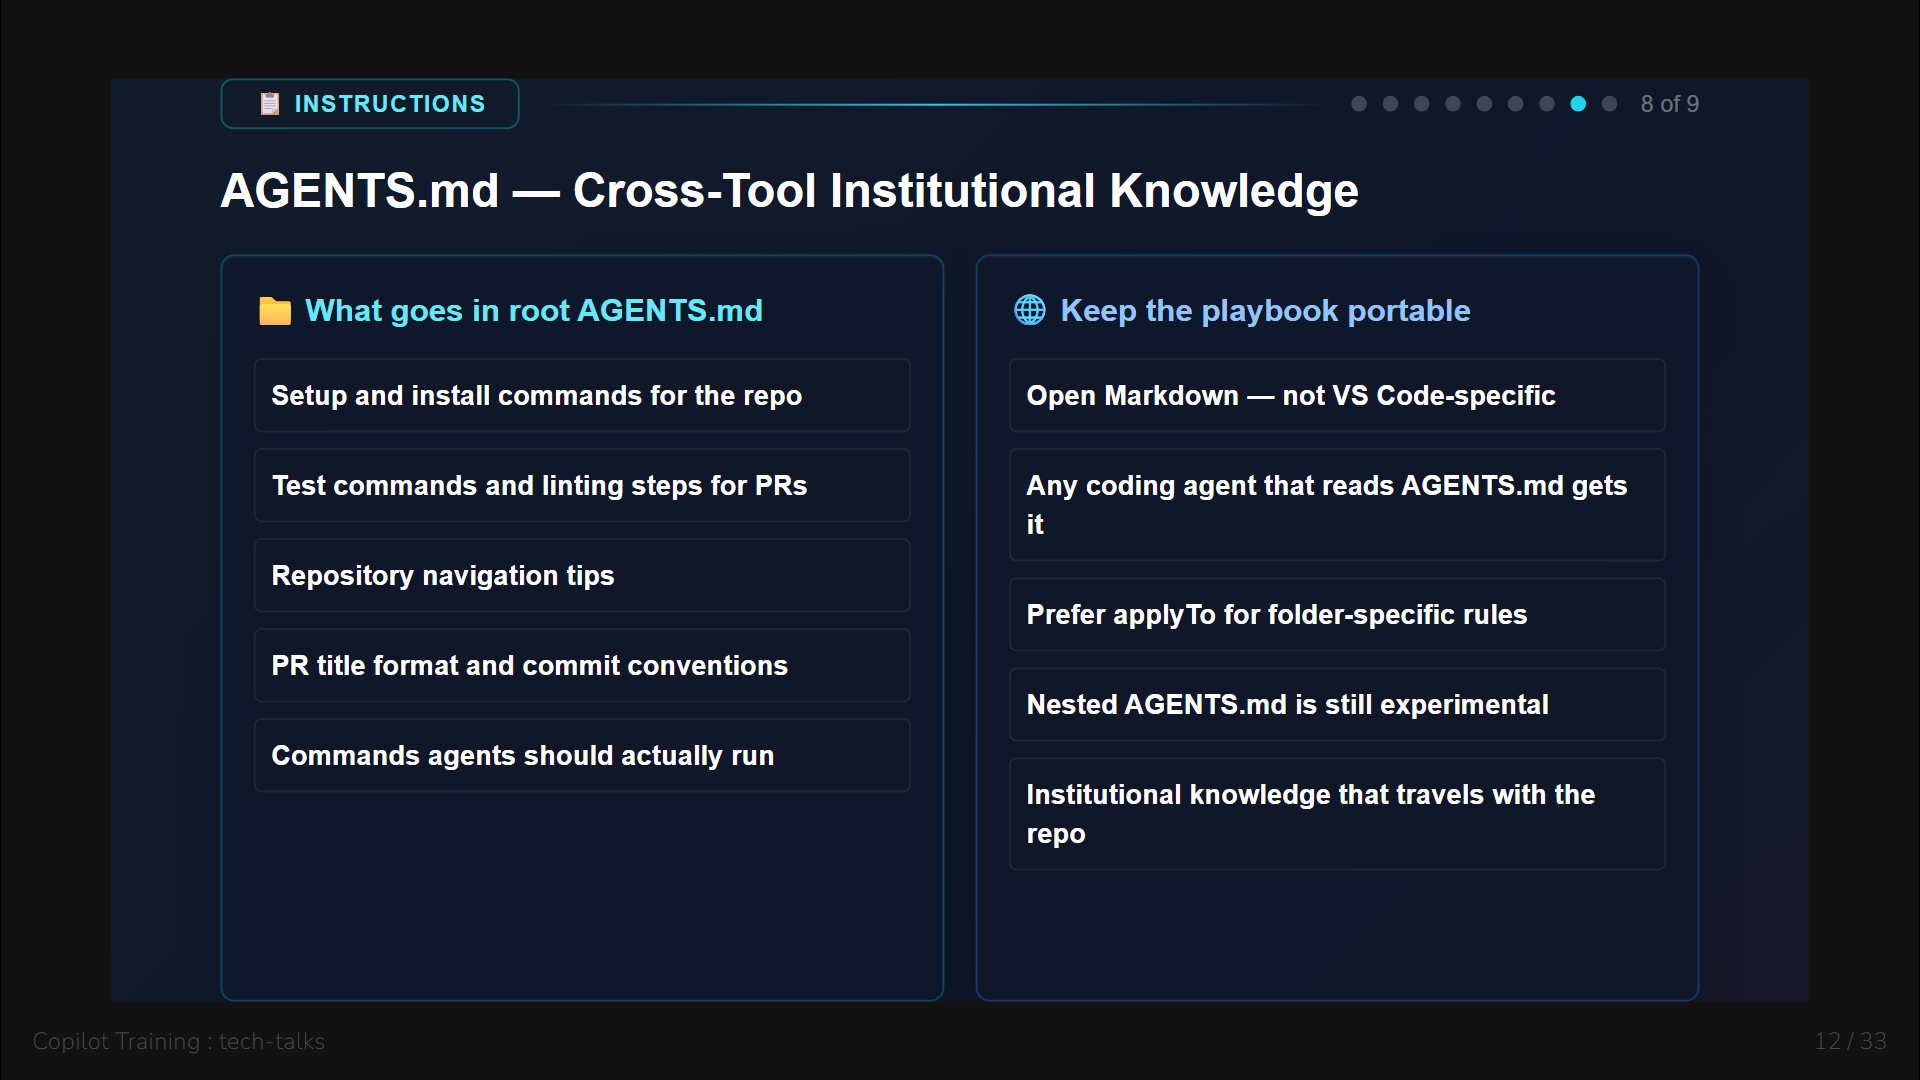 INSTRUCTIONS
8 of 9
AGENTS.md — Cross-Tool Institutional Knowledge
What goes in root AGENTS.md
Setup and install commands for the repo
Test commands and linting steps for PRs
Repository navigation tips
PR title format and commit conventions
Commands agents should actually run
Keep the playbook portable
Open Markdown — not VS Code-specific
Any coding agent that reads AGENTS.md gets
it
Prefer applyTo for folder-specific rules
Nested AGENTS.md is still experimental
Institutional knowledge that travels with the
repo
Copilot Training : tech-talks
12 / 33